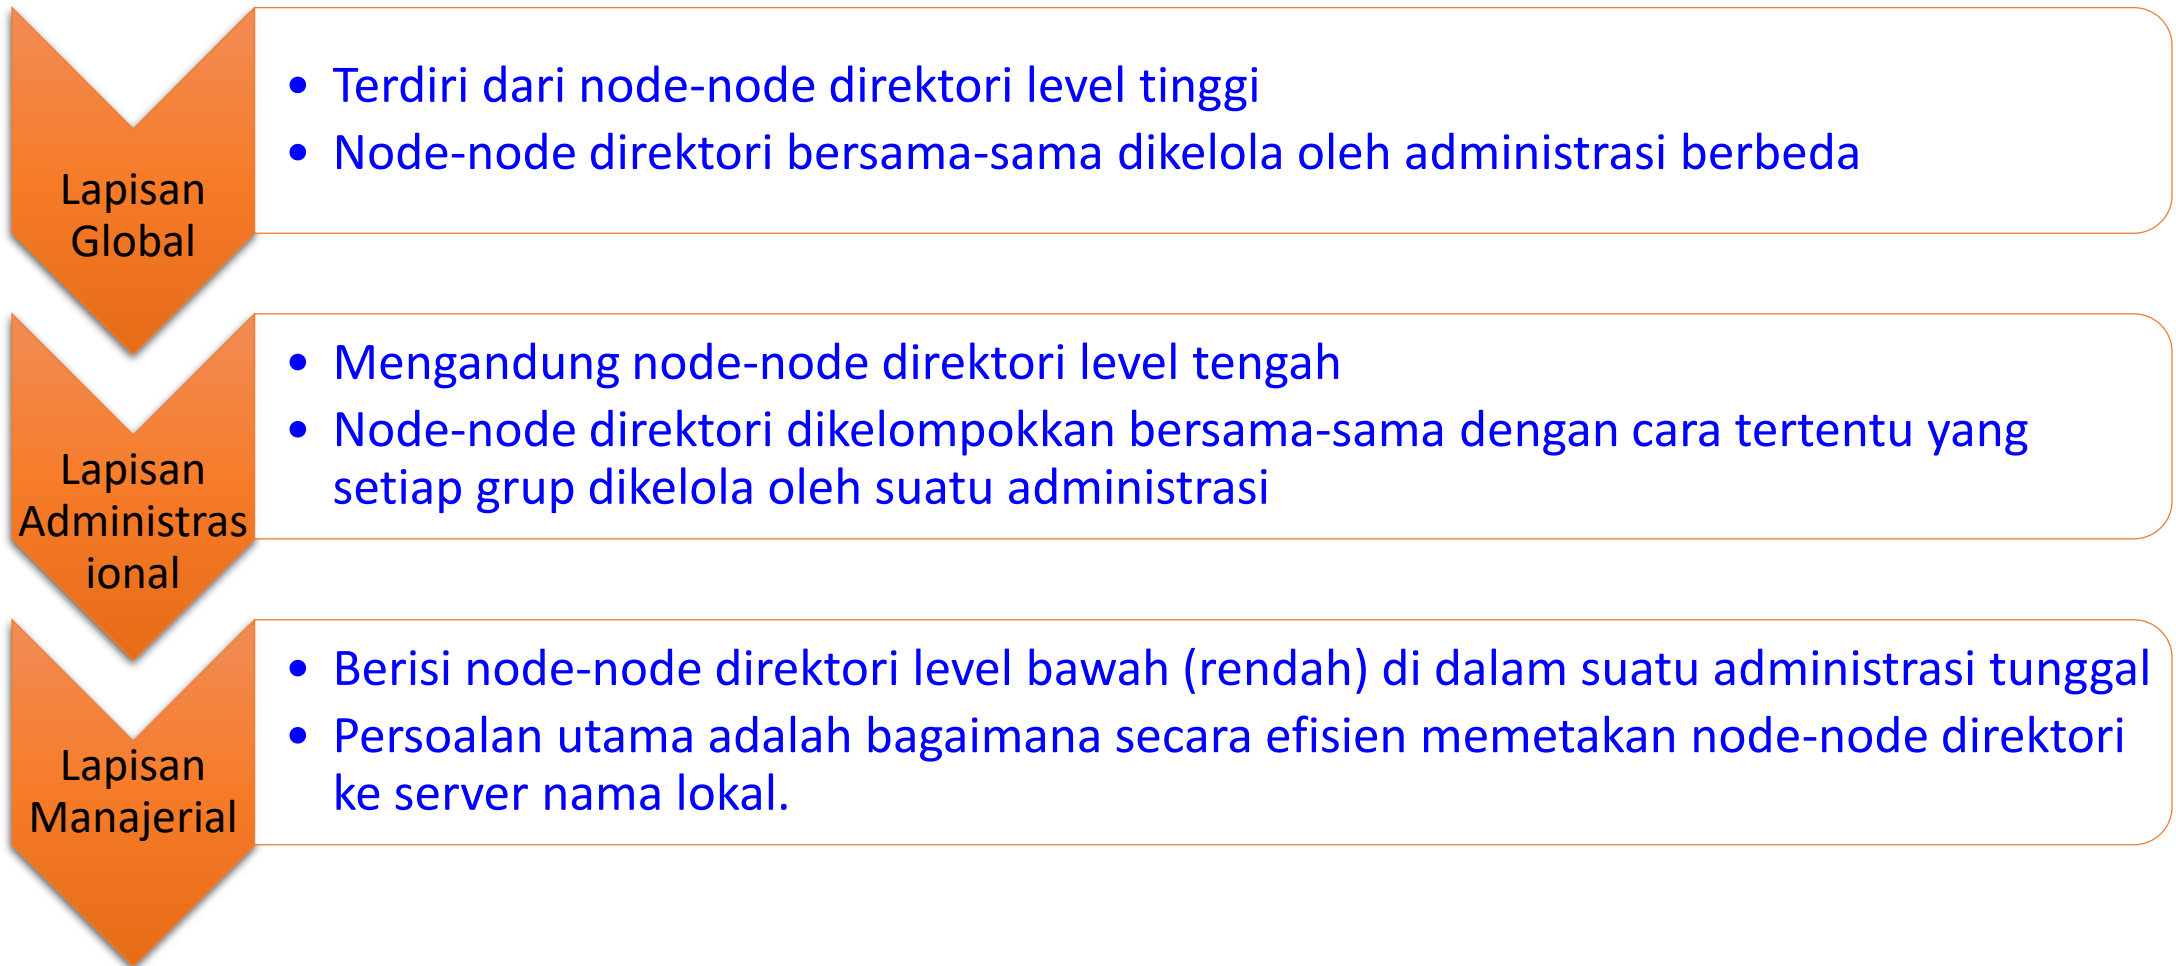 Lapisan
Global
• Terdiri dari node-node direktori level tinggi
• Node-node direktori bersama-sama dikelola oleh administrasi berbeda
Lapisan
Administras
ional
• Mengandung node-node direktori level tengah
• Node-node direktori dikelompokkan bersama-sama dengan cara tertentu yang
setiap grup dikelola oleh suatu administrasi
Lapisan
Manajerial
• Berisi node-node direktori level bawah (rendah) di dalam suatu administrasi tunggal
• Persoalan utama adalah bagaimana secara efisien memetakan node-node direktori
ke server nama lokal.